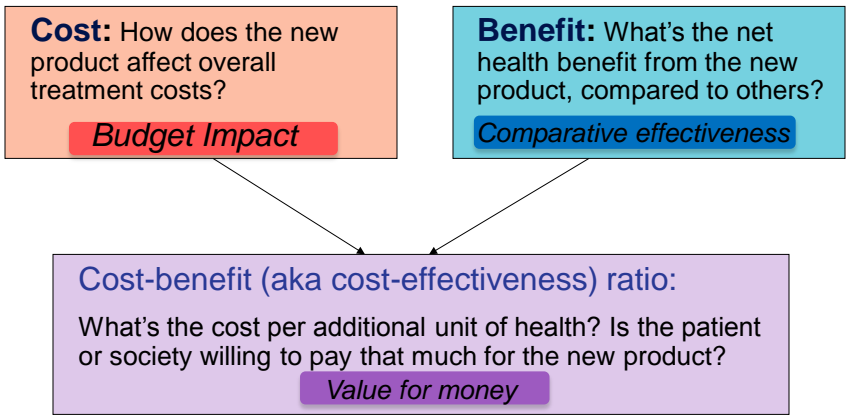 Cost: How does the new
product affect overall
treatment costs?
Budget Impact
Benefit: What's the net
health benefit from the new
product, compared to others?
Comparative effectiveness
Cost-benefit (aka cost-effectiveness) ratio:
What's the cost per additional unit of health? Is the patient
or society willing to pay that much for the new product?
Value for money